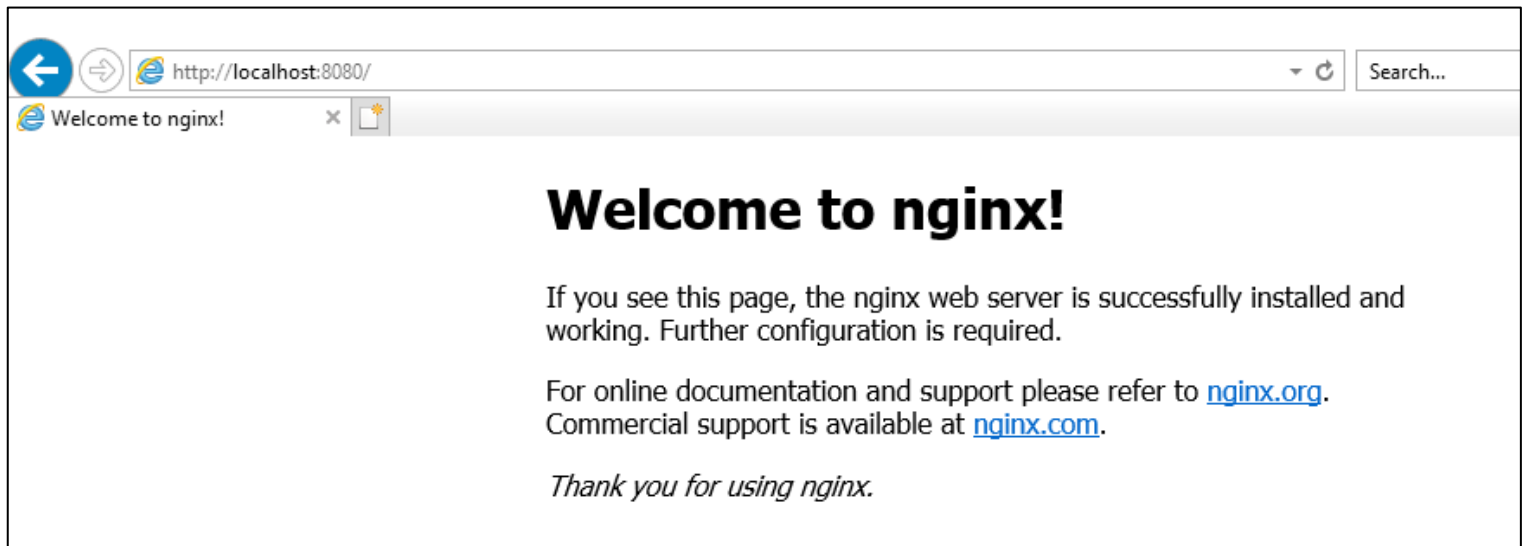 http://localhost:8080/
Search...
Welcome to nginx!
Welcome to nginx!
If you see this page, the nginx web server is successfully installed and
working. Further configuration is required.
For online documentation and support please refer to nginx.org.
Commercial support is available at nginx.com.
Thank you for using nginx.